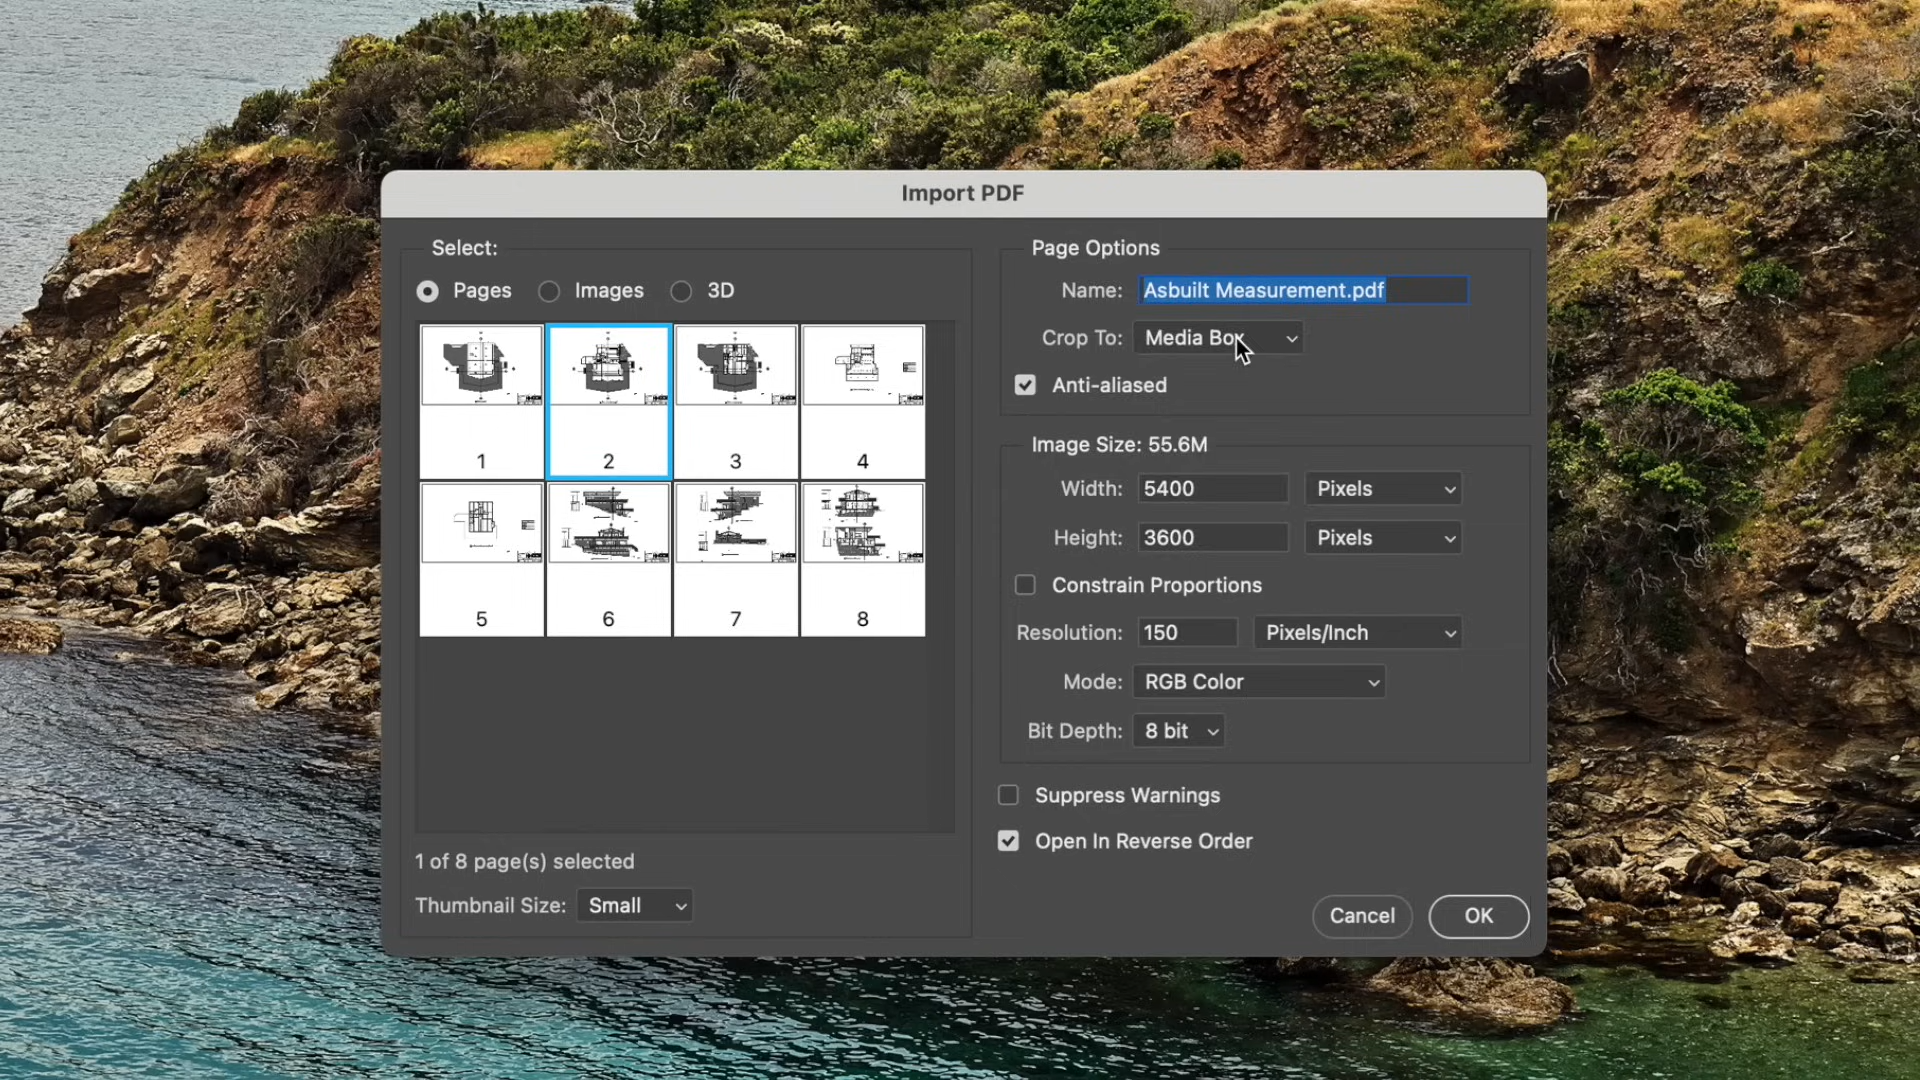 Import PDF
Select:
Pages
Images
3D
1
2
3
4
5
6
7
8
1 of 8 page(s) selected
Thumbnail Size: Small
Page Options
Name: Asbuilt Measurement.pdf
Crop To: Media Box
Anti-aliased
Image Size: 55.6M
Width: 5400 Pixels
Height: 3600 Pixels
Constrain Proportions
Resolution: 150 Pixels/Inch
Mode: RGB Color
Bit Depth: 8 bit
Suppress Warnings
Open In Reverse Order
Cancel
OK